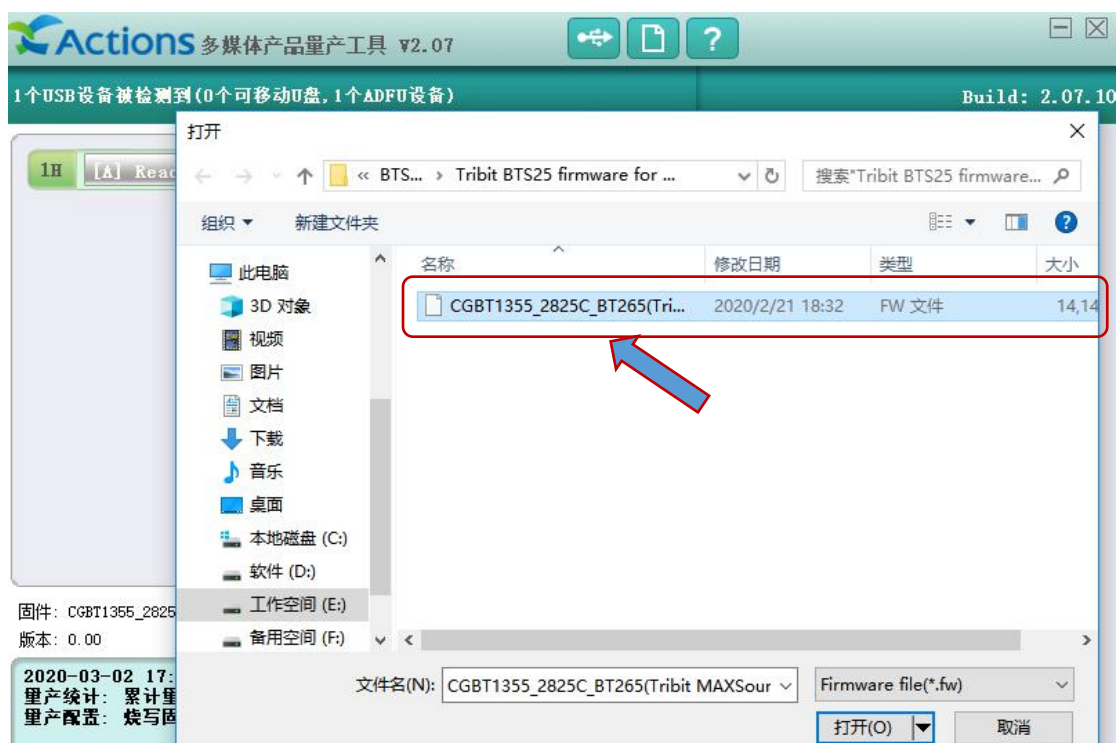 Actions 多媒体产品量产工具 V2.07
?
1个USB设备被检测到(0个可移动U盘,1个ADFU设备)
Build: 2.07.10
打开
1H [A] Read
« BTS... › Tribit BTS25 firmware for ...
搜索"Tribit BTS25 firmware...
组织
新建文件夹
?
此电脑
3D 对象
视频
图片
文档
下载
音乐
桌面
本地磁盘 (C:)
软件 (D:)
工作空间 (E:)
备用空间 (F:)
名称 修改日期 类型 大小
CGBT1355_2825C_BT265(Tri... 2020/2/21 18:32 FW 文件 14,14
固件: CGBT1355_2825
版本: 0.00
2020-03-02 17:
量产统计: 累计量
量产配置: 烧写固
文件名(N): CGBT1355_2825C_BT265(Tribit MAXSour
Firmware file(*.fw)
打开(O)
取消